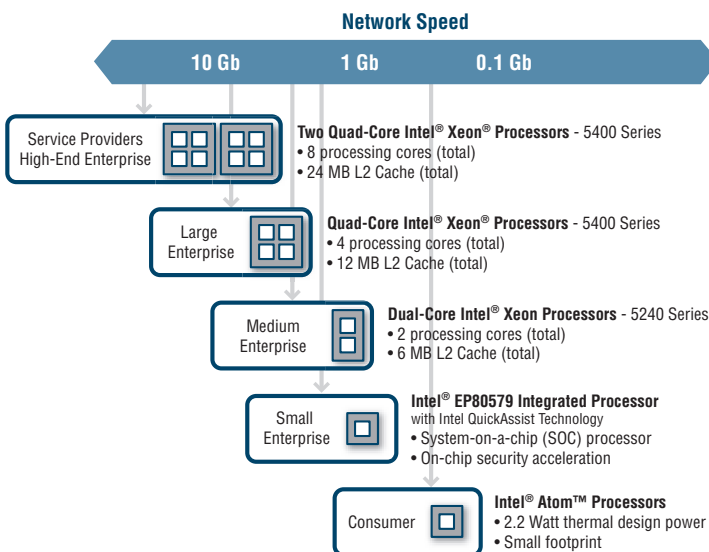 Network Speed
10 Gb
1 Gb
0.1 Gb
Service Providers
High-End Enterprise
Two Quad-Core Intel® Xeon® Processors - 5400 Series
• 8 processing cores (total)
• 24 MB L2 Cache (total)
Large
Enterprise
Quad-Core Intel® Xeon® Processors - 5400 Series
• 4 processing cores (total)
• 12 MB L2 Cache (total)
Medium
Enterprise
Dual-Core Intel® Xeon Processors - 5240 Series
• 2 processing cores (total)
• 6 MB L2 Cache (total)
Small
Enterprise
Intel® EP80579 Integrated Processor
with Intel QuickAssist Technology
• System-on-a-chip (SOC) processor
• On-chip security acceleration
Consumer
Intel® Atom™ Processors
• 2.2 Watt thermal design power
• Small footprint